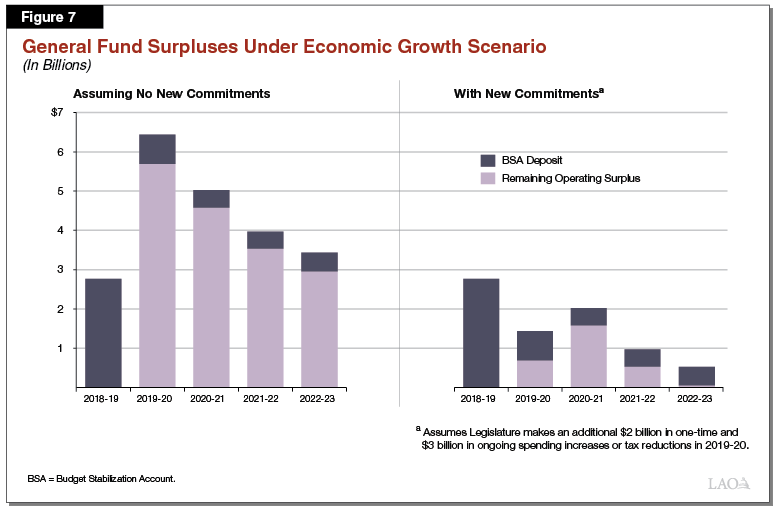 Figure 7
General Fund Surpluses Under Economic Growth Scenario
(In Billions)
Assuming No New Commitments
$7
6
5
4
3
2
1
2018-19 2019-20 2020-21 2021-22 2022-23
With New Commitmentsᵃ
BSA Deposit
Remaining Operating Surplus
2018-19 2019-20 2020-21 2021-22 2022-23
ᵃ Assumes Legislature makes an additional $2 billion in one-time and
$3 billion in ongoing spending increases or tax reductions in 2019-20.
BSA = Budget Stabilization Account.
LAO